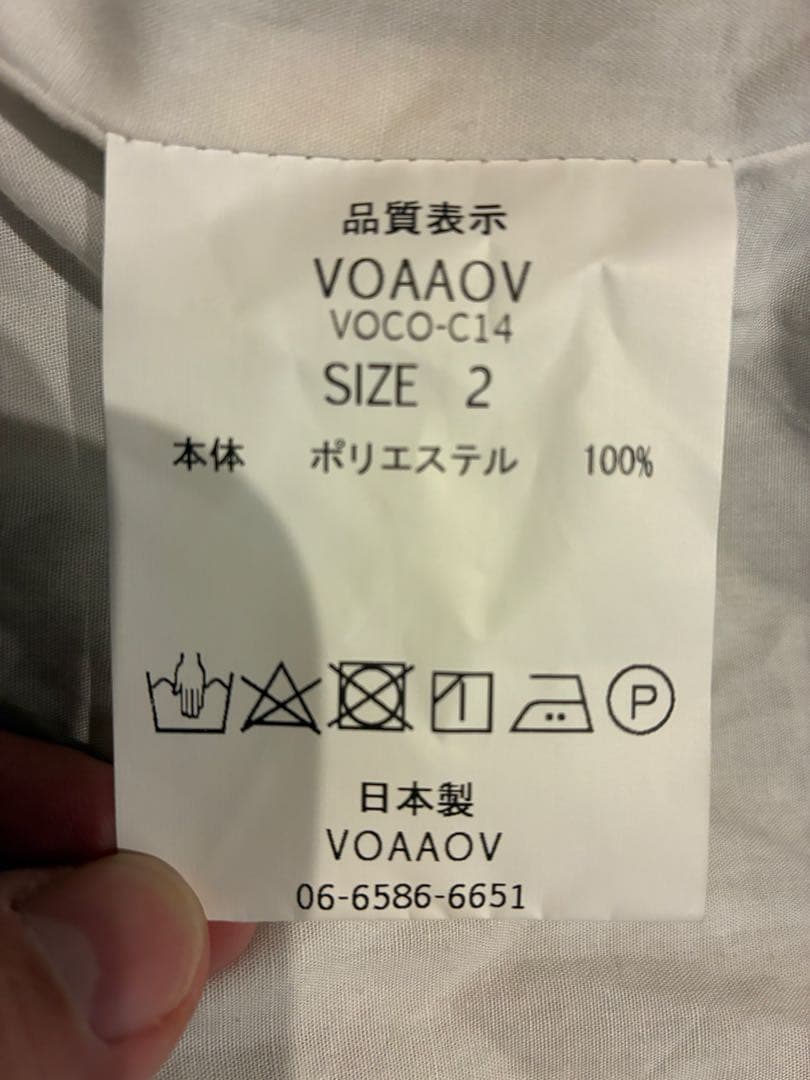 品質表示
VOAAOV
VOCO-C14
SIZE 2
本体 ポリエステル 100%
P
日本製
VOAAOV
06-6586-6651